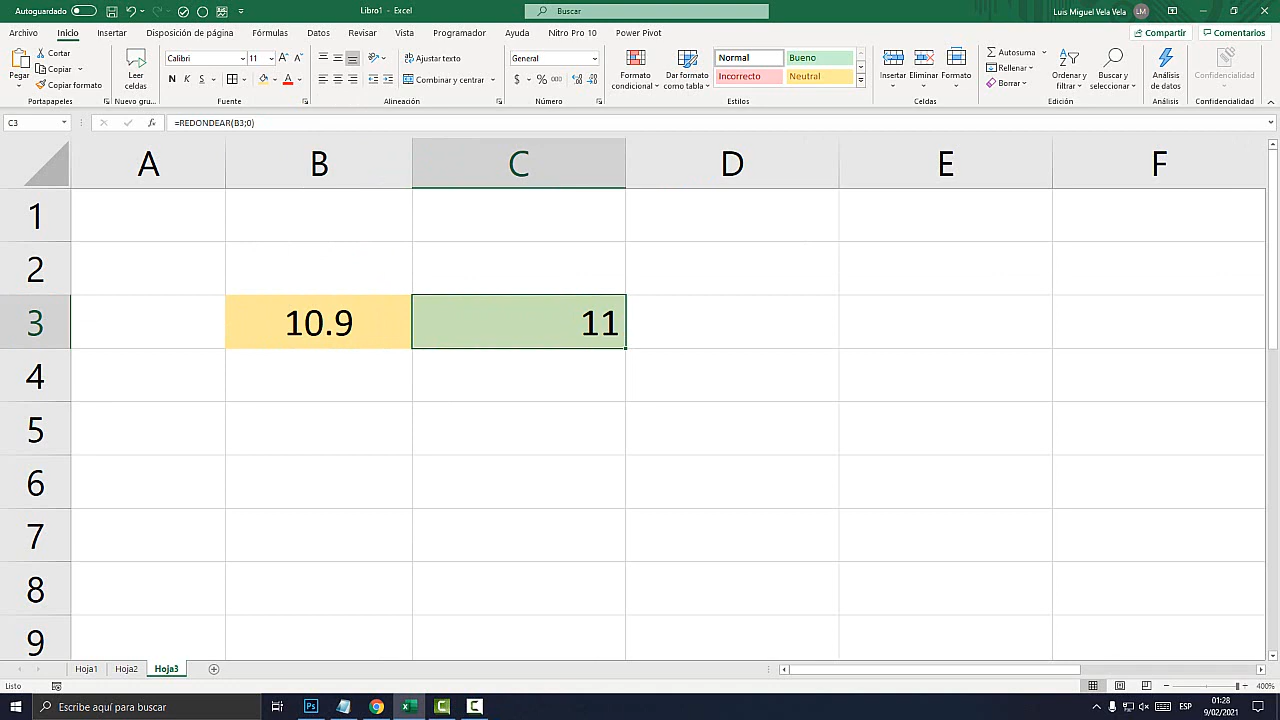 Autoguardado Libro1 - Excel Buscar Luis Miguel Vela Vela LM
Archivo Inicio Insertar Disposición de página Fórmulas Datos Revisar Vista Programador Ayuda Nitro Pro 10 Power Pivot Compartir Comentarios
Pegar Cortar Copiar Copiar formato Leer celdas Calibri 11 A A N K S A Ajustar texto Combinar y centrar General $ % 000 Formato condicional Dar formato como tabla Normal Bueno Incorrecto Neutral Insertar Eliminar Formato Autosuma Rellenar Borrar Ordenar y filtrar Buscar y seleccionar Análisis de datos Confidencialidad
Portapapeles Nuevo gru... Fuente Alineación Número Estilos Celdas Edición Análisis Confidencialidad
C3 fx =REDONDEAR(B3;0)
A B C D E F
1
2
3 10.9 11
4
5
6
7
8
9
Hoja1 Hoja2 Hoja3
Listo 400%
Escribe aquí para buscar Ps X C C ESP 01:28
9/02/2021